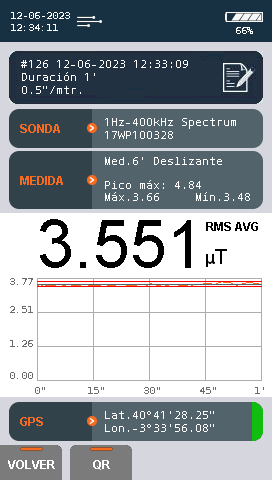 12-06-2023
12:34:11
66%
#126 12-06-2023 12:33:09
Duración 1'
0.5"/mtr.
SONDA
1Hz-400kHz Spectrum
17WP100328
MEDIDA
Med.6' Deslizante
Pico máx: 4.84
Máx.3.66 Mín.3.48
3.551 RMS AVG
µT
3.77
2.51
1.26
0.00
0" 15" 30" 45" 1'
GPS
Lat.40°41'28.25"
Lon.-3°33'56.08"
VOLVER QR